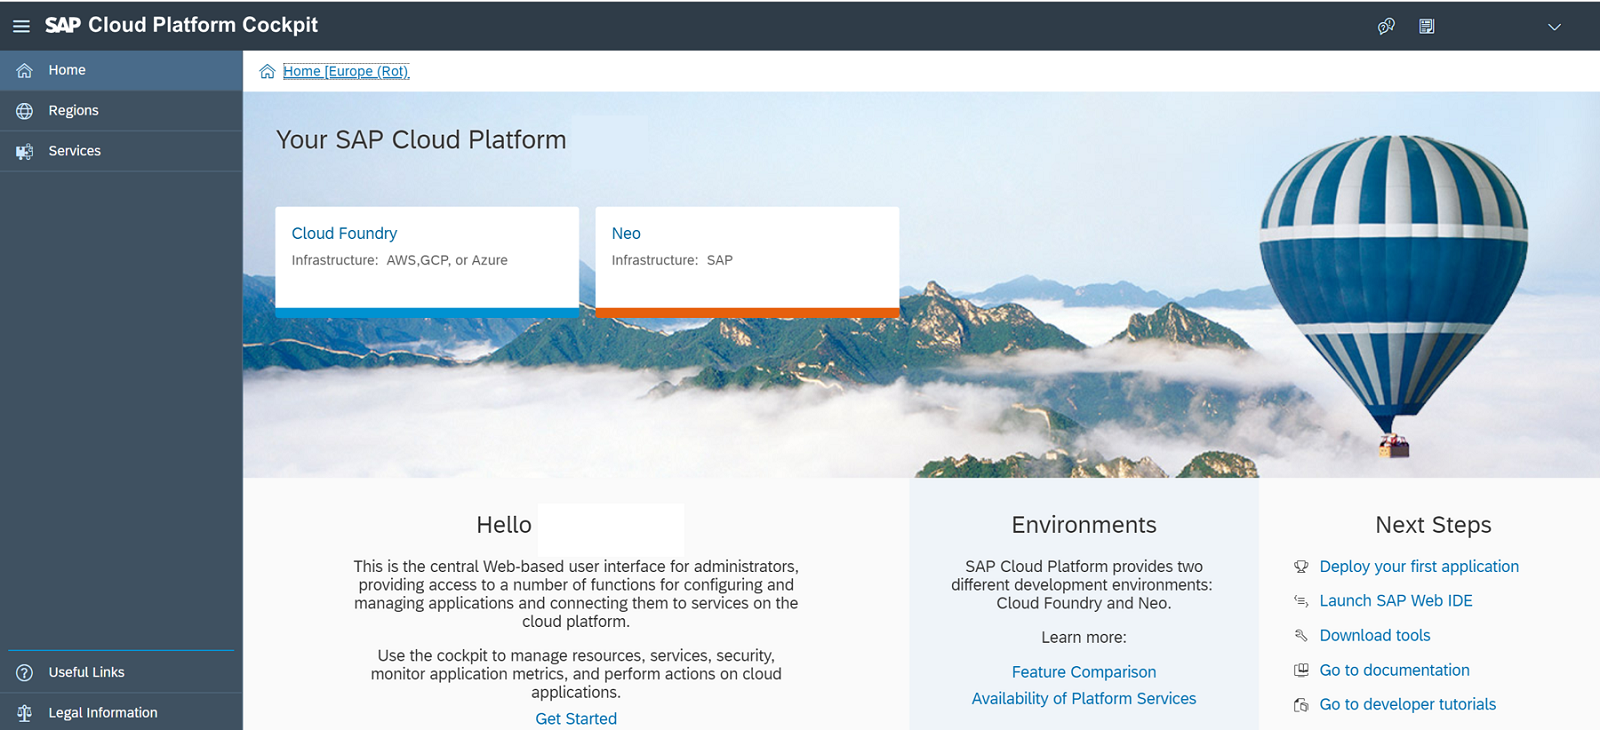 SAP Cloud Platform Cockpit
Home
Regions
Services
Useful Links
Legal Information
Home [Europe (Rot)
Your SAP Cloud Platform
Cloud Foundry
Infrastructure: AWS,GCP, or Azure
Neo
Infrastructure: SAP
Hello
This is the central Web-based user interface for administrators,
providing access to a number of functions for configuring and
managing applications and connecting them to services on the
cloud platform.
Use the cockpit to manage resources, services, security,
monitor application metrics, and perform actions on cloud
applications.
Get Started
Environments
SAP Cloud Platform provides two
different development environments:
Cloud Foundry and Neo.
Learn more:
Feature Comparison
Availability of Platform Services
Next Steps
Deploy your first application
Launch SAP Web IDE
Download tools
Go to documentation
Go to developer tutorials